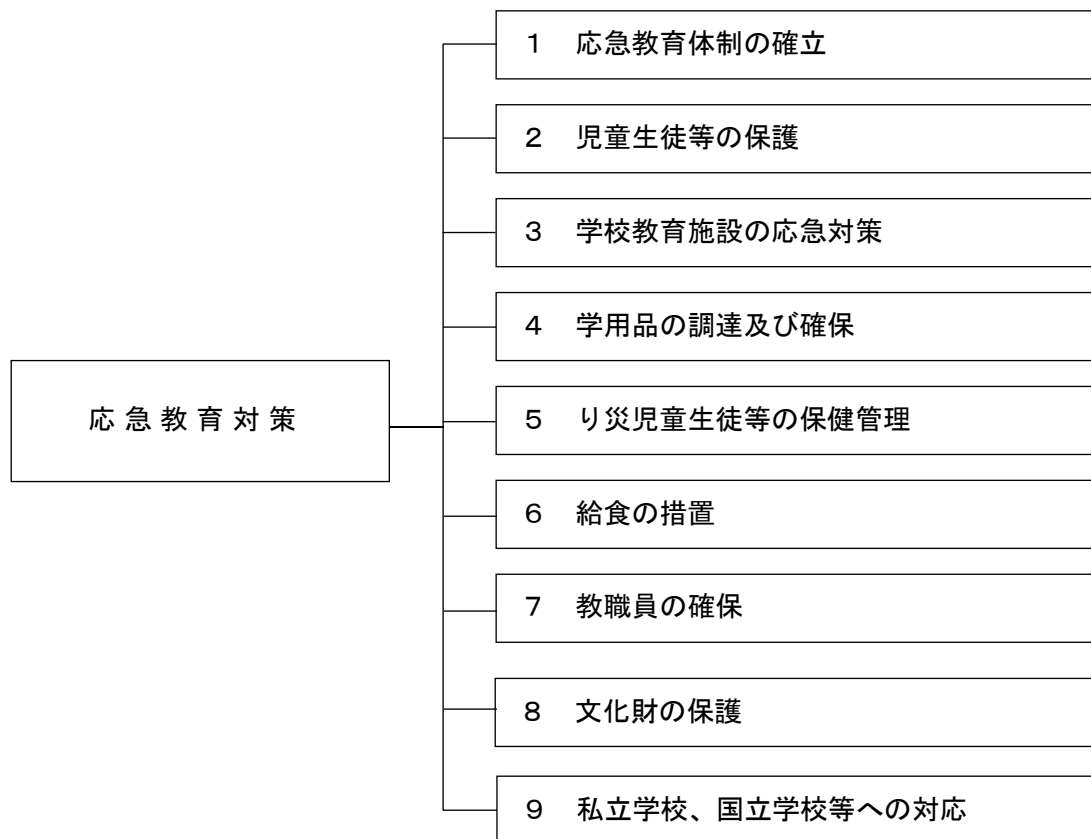 １　応急教育体制の確立
２　児童生徒等の保護
３　学校教育施設の応急対策
４　学用品の調達及び確保
応 急 教 育 対 策
５　り災児童生徒等の保健管理
６　給食の措置
７　教職員の確保
８　文化財の保護
９　私立学校、国立学校等への対応